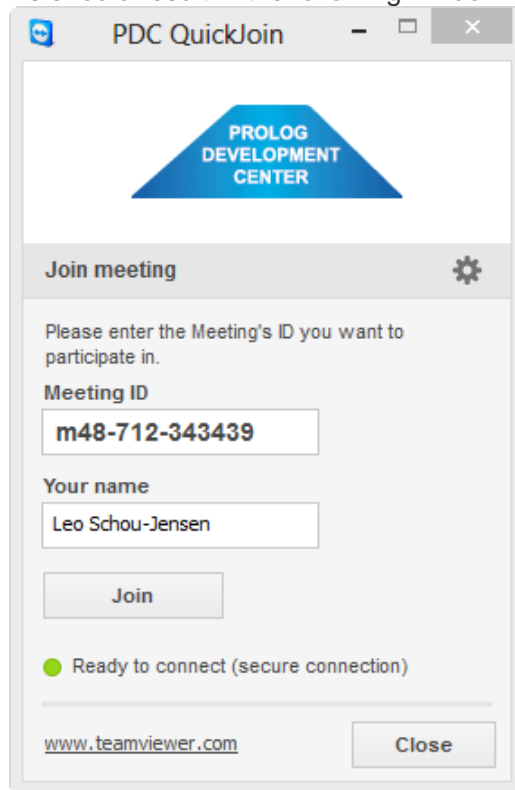 PDC QuickJoin
PROLOG
DEVELOPMENT
CENTER
Join meeting
Please enter the Meeting's ID you want to
participate in.
Meeting ID
m48-712-343439
Your name
Leo Schou-Jensen
Join
Ready to connect (secure connection)
www.teamviewer.com
Close